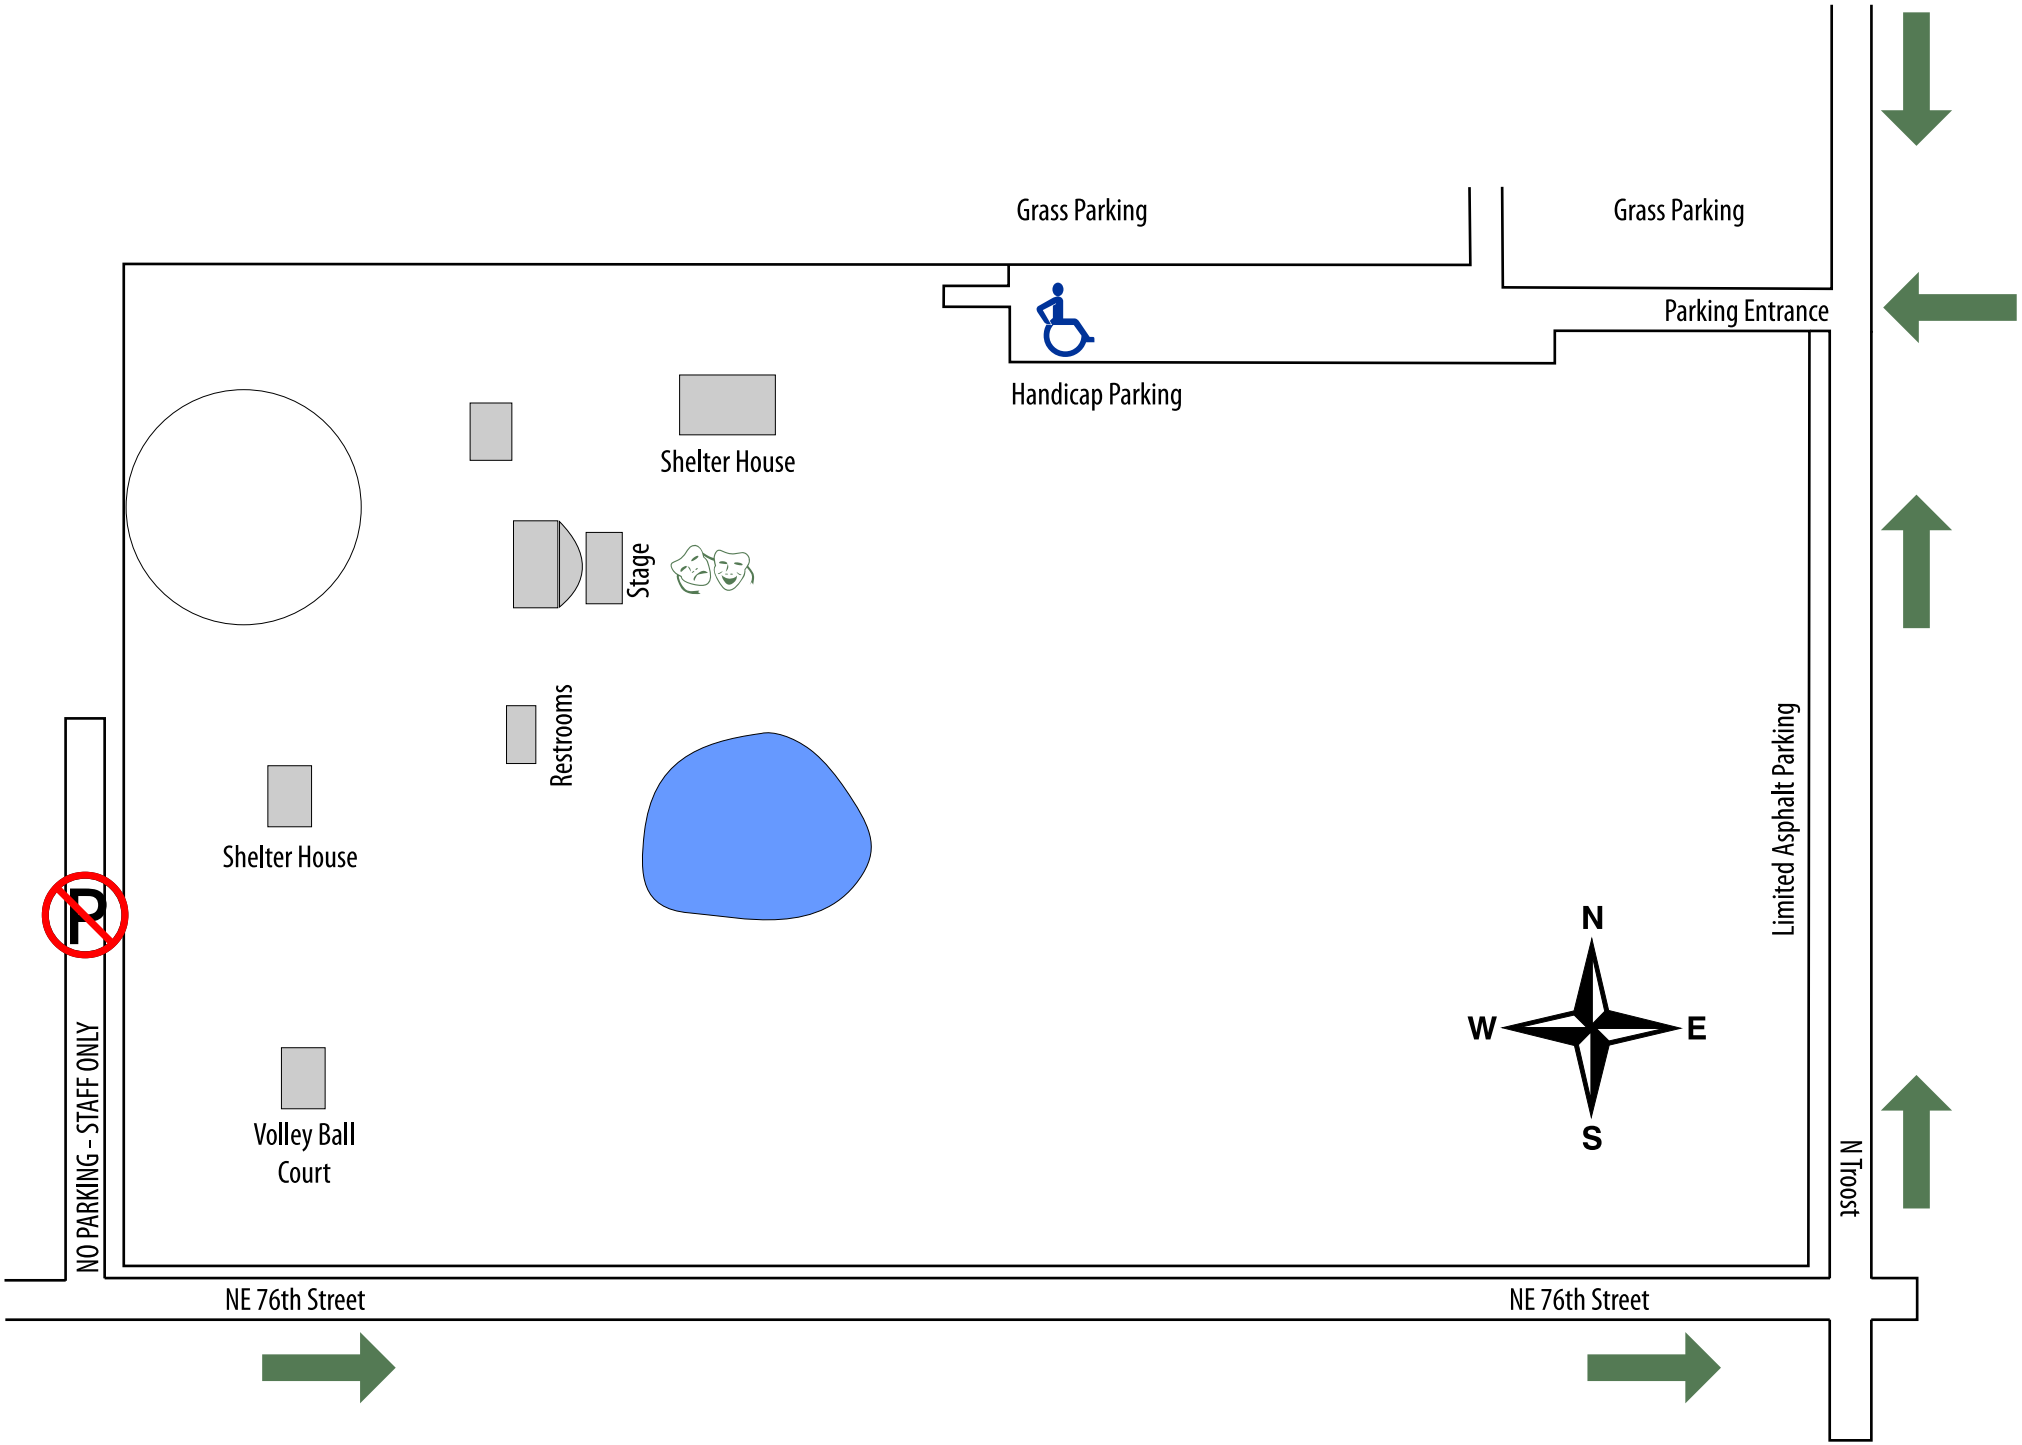 Grass Parking
Grass Parking
Parking Entrance
Handicap Parking
Shelter House
Stage
Restrooms
Limited Asphalt Parking
Shelter House
P
N
W
E
S
NO PARKING - STAFF ONLY
Volley Ball
Court
N Troost
NE 76th Street
NE 76th Street